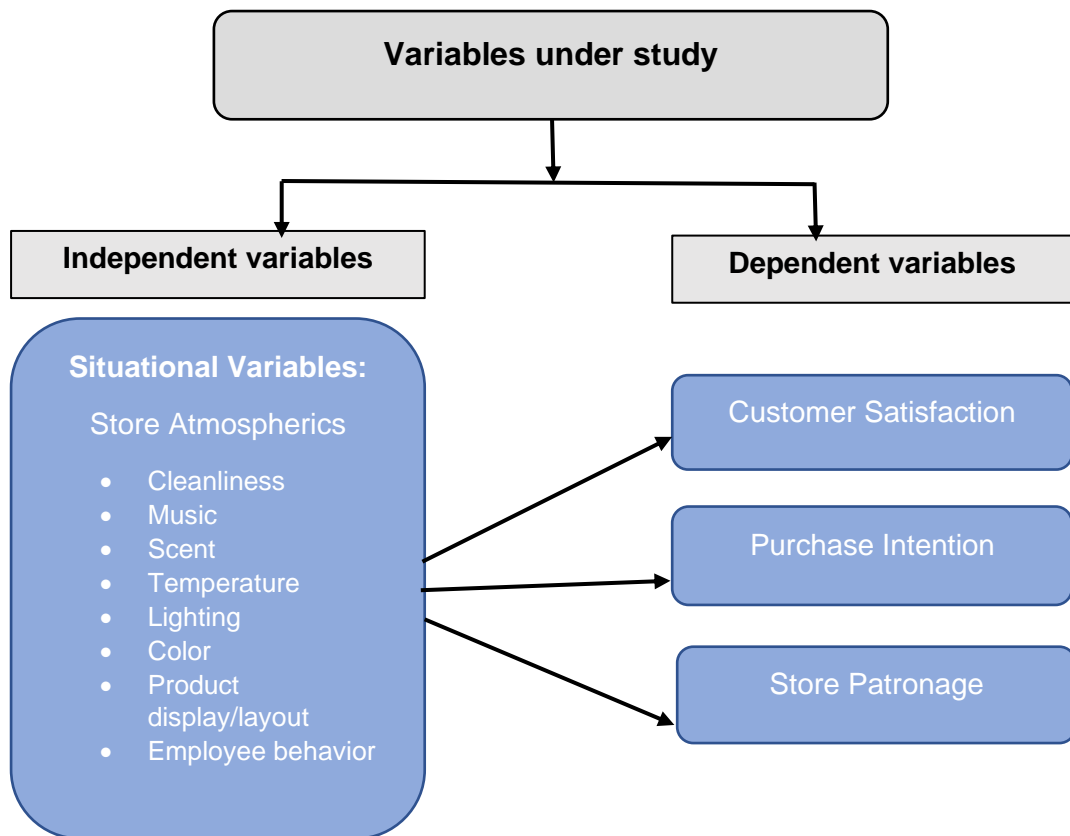 Variables under study
Independent variables
Dependent variables
Situational Variables:
Store Atmospherics
• Cleanliness
• Music
• Scent
• Temperature
• Lighting
• Color
• Product
display/layout
• Employee behavior
Customer Satisfaction
Purchase Intention
Store Patronage